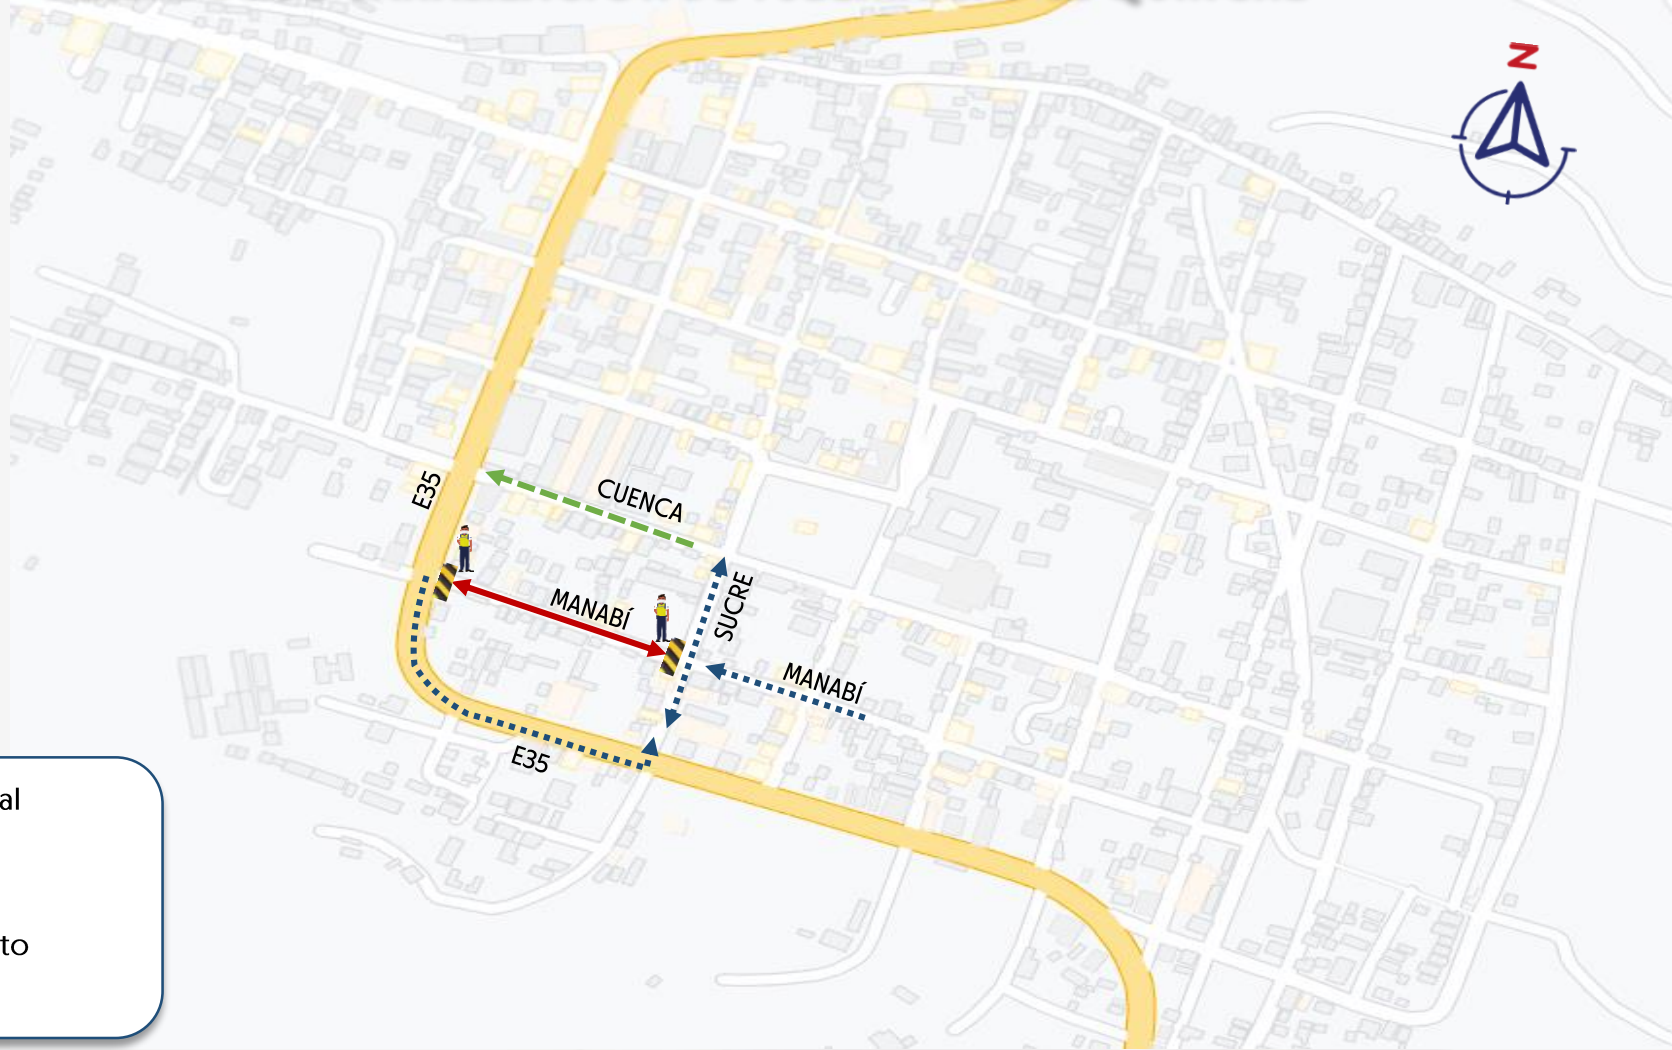 N
E35
CUENCA
SUCRE
MANABÍ
MANABÍ
E35
al
to